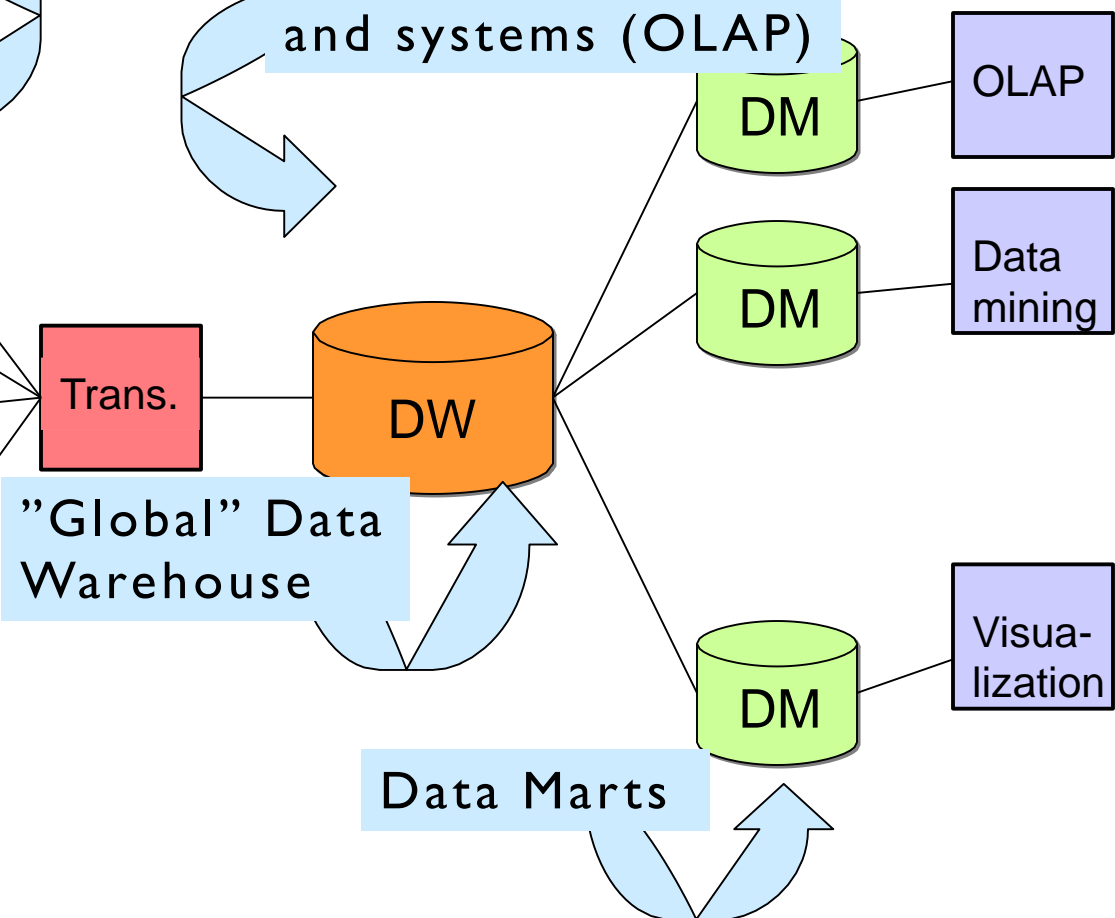 and systems (OLAP)
DM
OLAP
DM
Data
mining
Trans.
DW
”Global” Data
Warehouse
DM
Visua-
lization
Data Marts